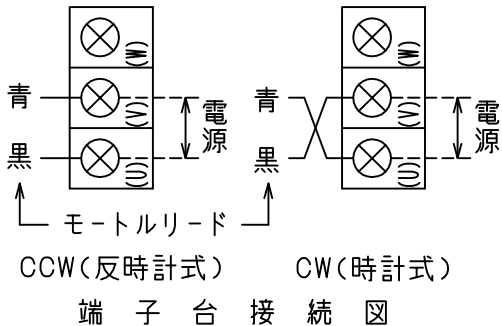 (W)
(W)
青
(V)
電源
青
(V)
電源
黒
(U)
黒
(U)
モートルリード
CCW(反時計式)
CW(時計式)
端子台接続図